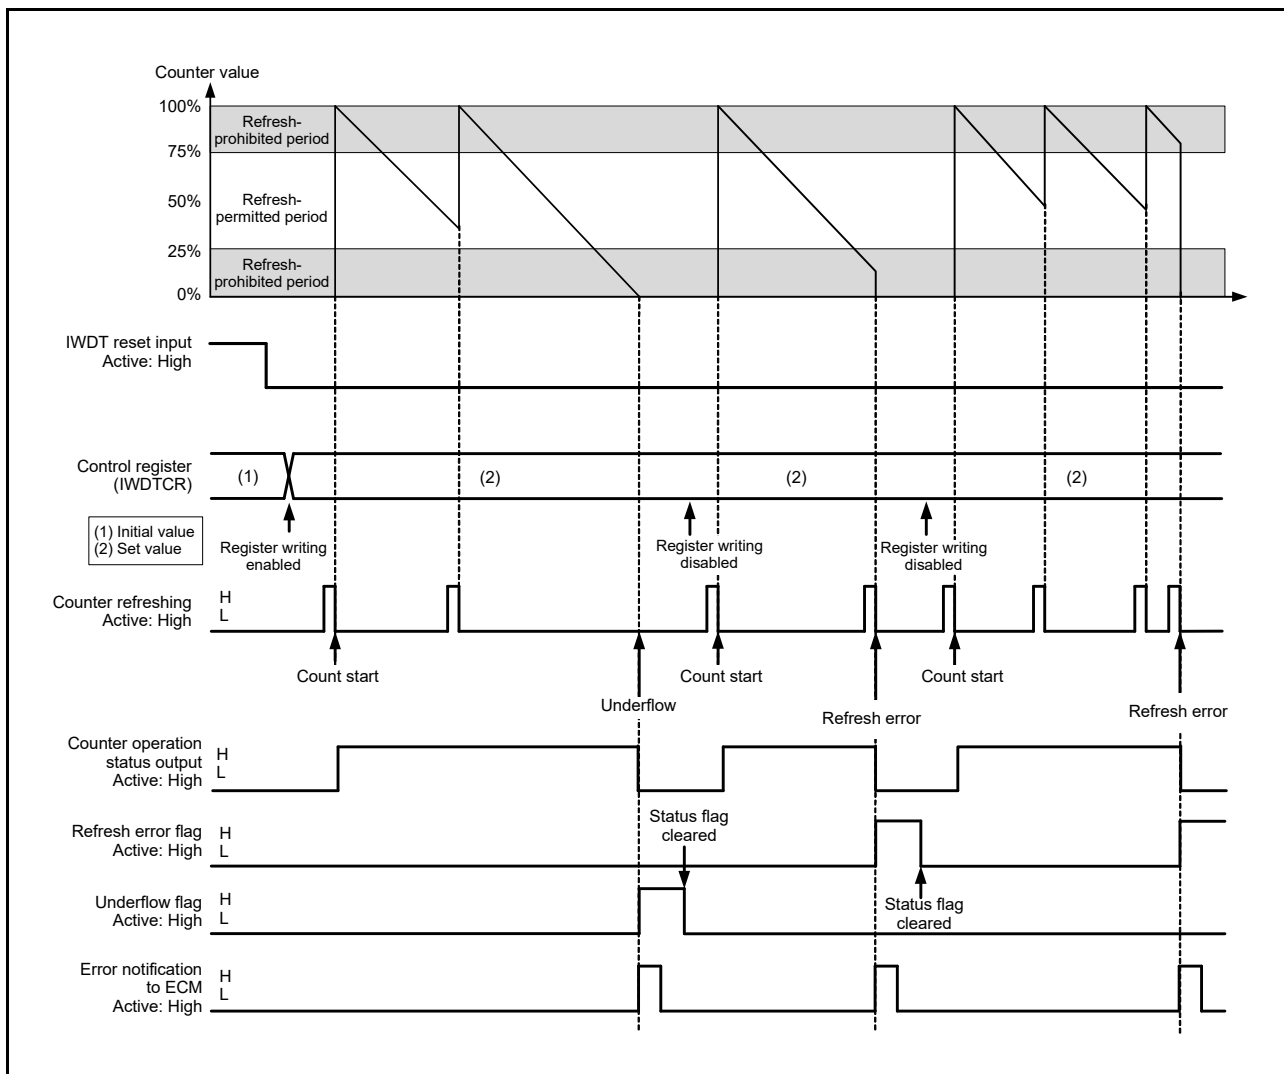 Counter value
100%
Refresh-
prohibited period
75%
50%
Refresh-
permitted period
25%
Refresh-
prohibited period
0%
IWDT reset input
Active: High
Control register
(IWDTCR)
(1)
(2)
(2)
(2)
(1) Initial value
(2) Set value
Register writing
enabled
Register writing
disabled
Register writing
disabled
Counter refreshing
Active: High
H
L
Count start
Count start
Count start
Underflow
Refresh error
Refresh error
Counter operation
status output
Active: High
H
L
Status flag
cleared
Refresh error flag
Active: High
H
L
Underflow flag
Active: High
H
L
Status flag
cleared
Error notification
to ECM
Active: High
H
L